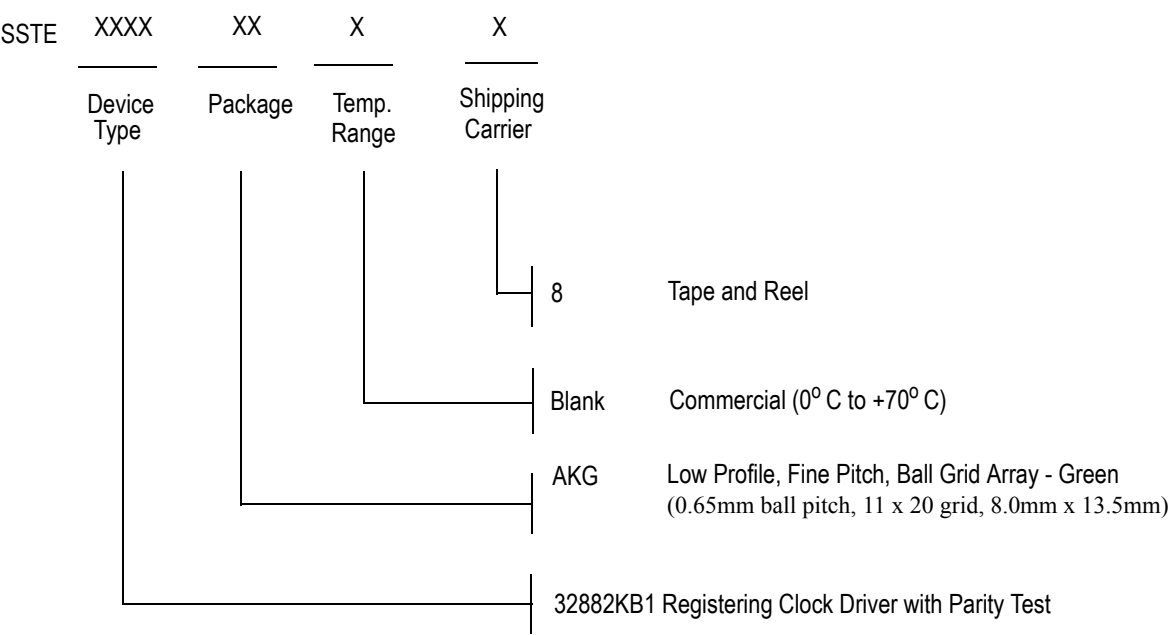 SSTE XXXX XX X X
Device Type
Package
Temp. Range
Shipping Carrier
8 Tape and Reel
Blank Commercial (0º C to +70º C)
AKG Low Profile, Fine Pitch, Ball Grid Array - Green
(0.65mm ball pitch, 11 x 20 grid, 8.0mm x 13.5mm)
32882KB1 Registering Clock Driver with Parity Test